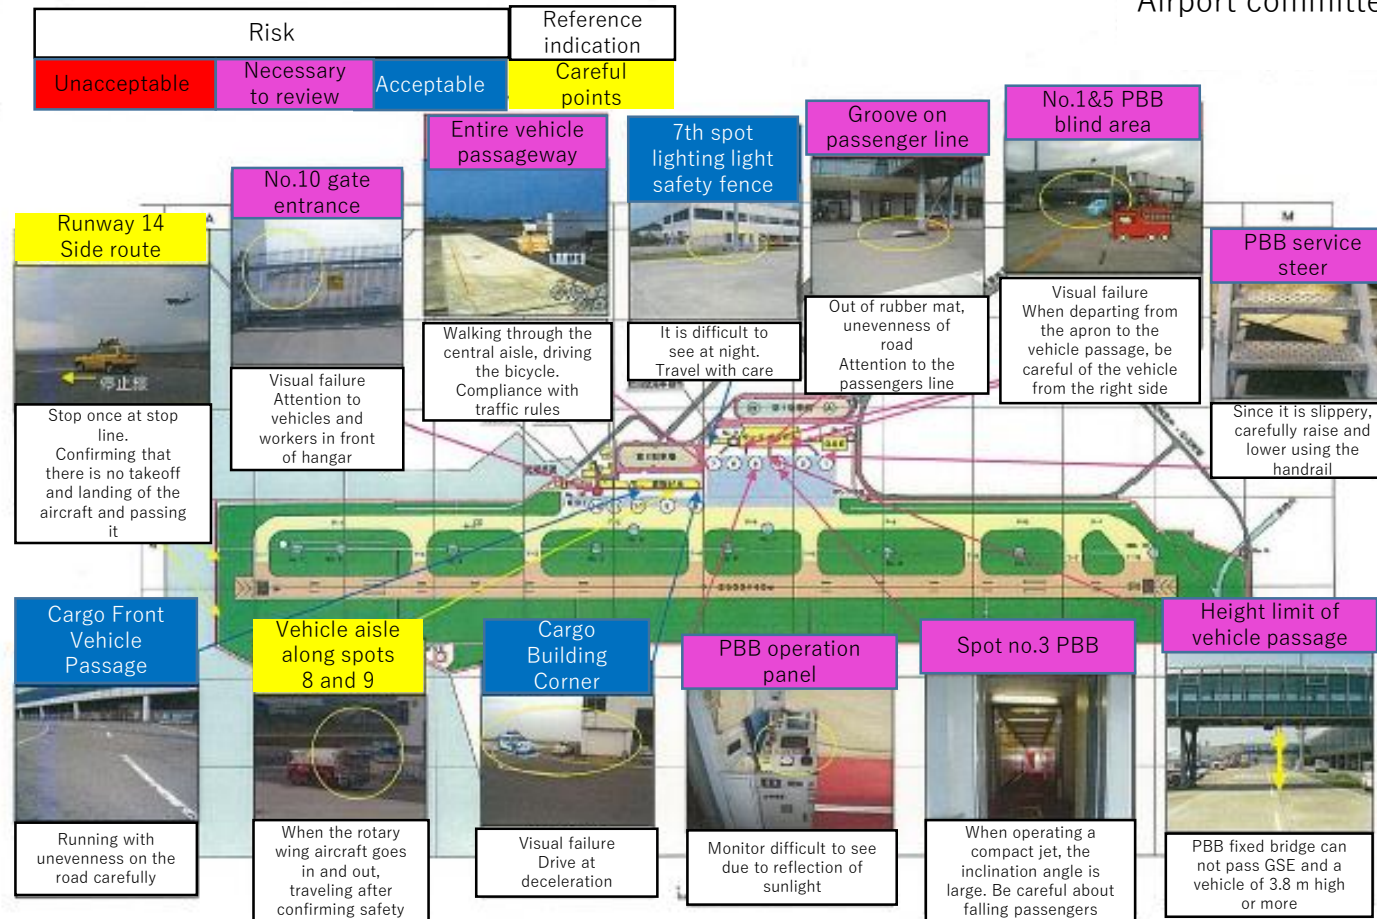 Airport committe
Risk
Reference
indication
Unacceptable
Necessary
to review
Acceptable
Careful
points
Runway 14
Side route
停止線
Stop once at stop
line.
Confirming that
there is no takeoff
and landing of the
aircraft and passing
it
No.10 gate
entrance
Visual failure
Attention to
vehicles and
workers in front
of hangar
Entire vehicle
passageway
Walking through the
central aisle, driving
the bicycle.
Compliance with
traffic rules
7th spot
lighting light
safety fence
It is difficult to
see at night.
Travel with care
Groove on
passenger line
Out of rubber mat,
unevenness of
road
Attention to the
passengers line
No.1&5 PBB
blind area
Visual failure
When departing from
the apron to the
vehicle passage, be
careful of the vehicle
from the right side
M
PBB service
steer
Since it is slippery,
carefully raise and
lower using the
handrail
A
Cargo Front
Vehicle
Passage
Running with
unevenness on the
road carefully
Vehicle aisle
along spots
8 and 9
When the rotary
wing aircraft goes
in and out,
traveling after
confirming safety
Cargo
Building
Corner
Visual failure
Drive at
deceleration
PBB operation
panel
Monitor difficult to see
due to reflection of
sunlight
Spot no.3 PBB
When operating a
compact jet, the
inclination angle is
large. Be careful about
falling passengers
Height limit of
vehicle passage
PBB fixed bridge can
not pass GSE and a
vehicle of 3.8 m high
or more